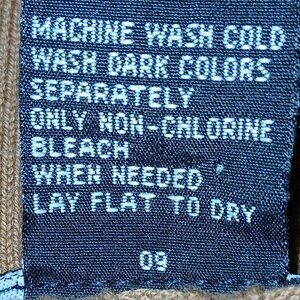 MACHINE WASH COLD
WASH DARK COLORS
SEPARATELY
ONLY NON-CHLORINE
BLEACH
WHEN NEEDED
LAY FLAT TO DRY
09